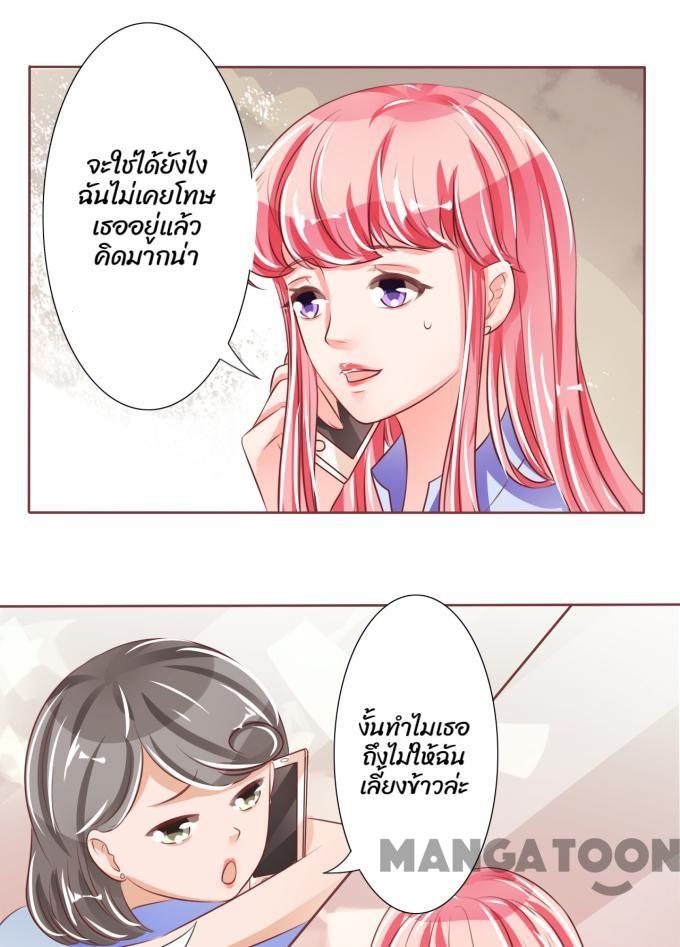 จะใช่ได้ยังไง
ฉันไม่เคยโทษ
เธออยู่แล้ว
คิดมากน่า
งั้นทำไมเธอ
ถึงไม่ให้ฉัน
เลี้ยงข้าวล่ะ
MANGATOON